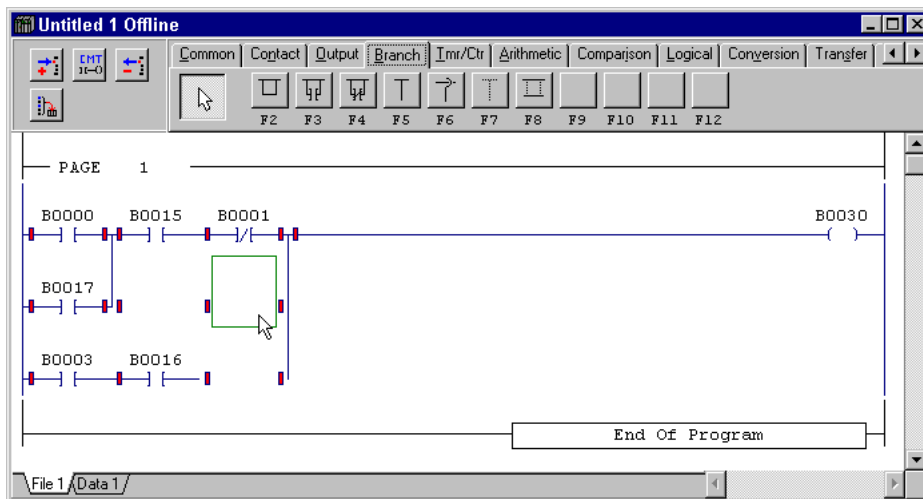 Untitled 1 Offline
CMT
Common Contact Output Branch Tmr/Ctr Arithmetic Comparison Logical Conversion Transfer
F2 F3 F4 F5 F6 F7 F8 F9 F10 F11 F12
PAGE 1
B0000 B0015 B0001 B0030
B0017
B0003 B0016
End Of Program
File 1 Data 1